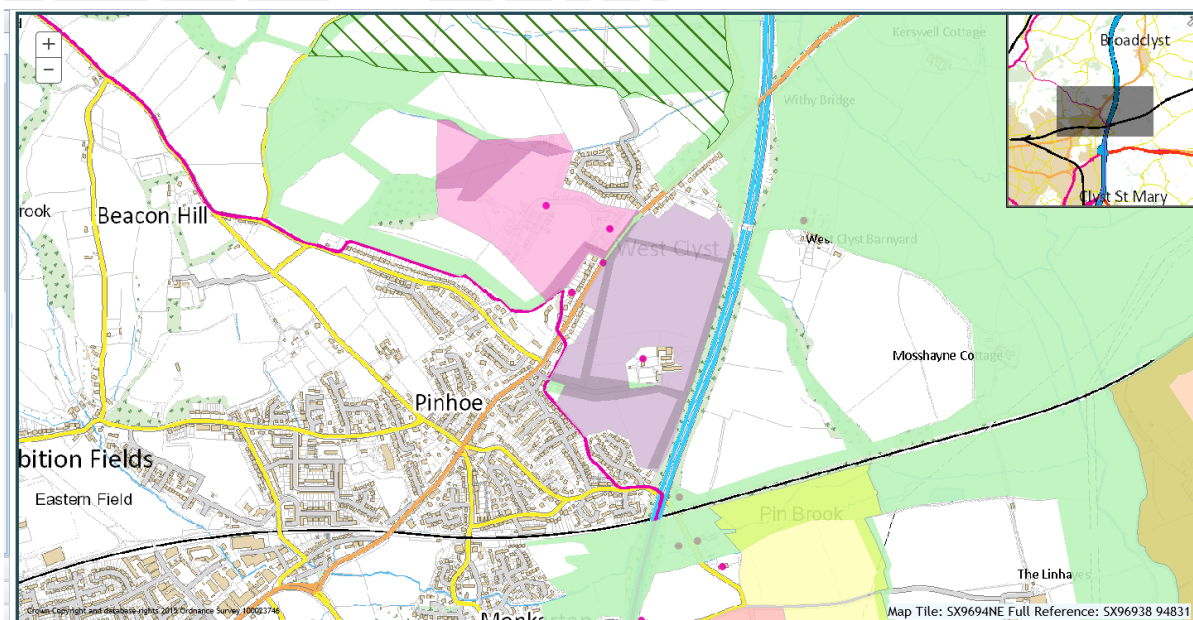 +
−
Kerswell Cottage
Broadclyst
Withy Bridge
rook
Beacon Hill
West Clyst
Wes
t Clyst Barnyard
Clyst St Mary
Mosshayne Cottage
Pinhoe
bition Fields
Eastern Field
Pin Brook
The Linhayes
Crown Copyright and database rights 2015 Ordnance Survey 100023746
Monkerton
Map Tile: SX9694NE Full Reference: SX96938 94831